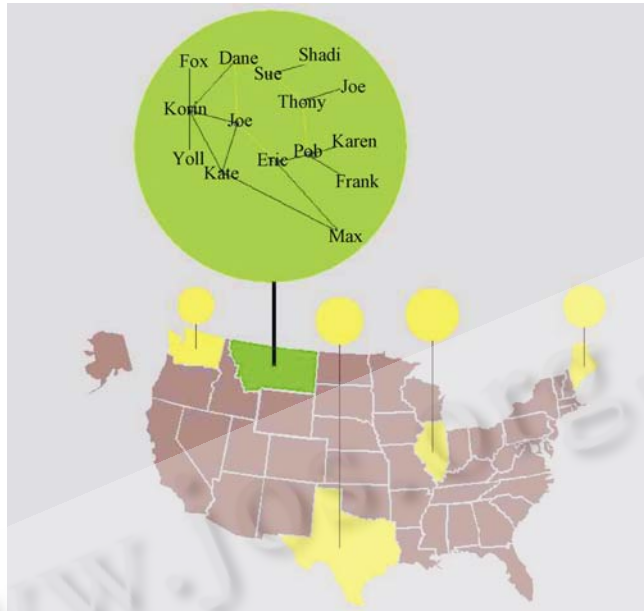 Shadi
Dane
Fox
Sue
Joe
Thony
Korin
Joe
Karen
Pob
Yoll
Eric
Kate
Frank
Max